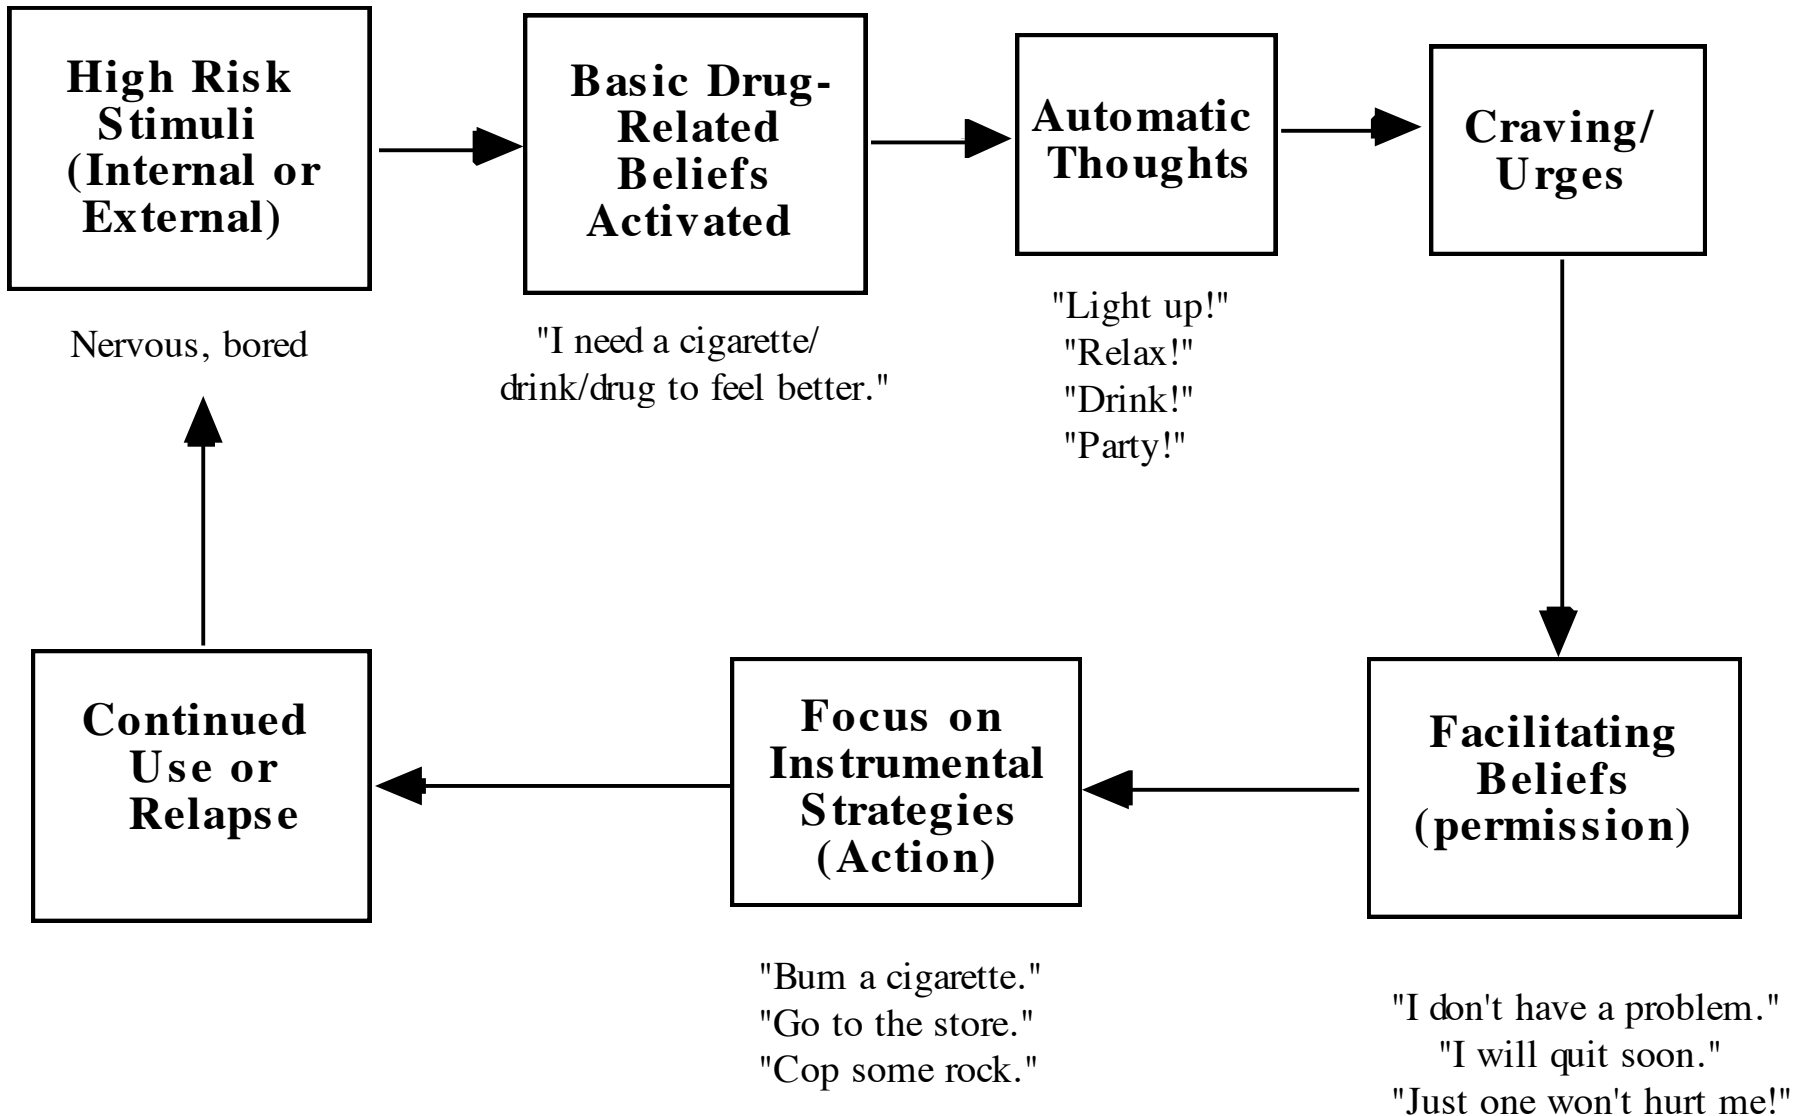 High Risk
Stimuli
(Internal or
External)
Nervous, bored
Basic Drug-
Related
Beliefs
Activated
"I need a cigarette/
drink/drug to feel better."
Automatic
Thoughts
"Light up!"
"Relax!"
"Drink!"
"Party!"
Craving/
Urges
Facilitating
Beliefs
(permission)
"I don't have a problem."
"I will quit soon."
"Just one won't hurt me!"
Focus on
Instrumental
Strategies
(Action)
"Bum a cigarette."
"Go to the store."
"Cop some rock."
Continued
Use or
Relapse